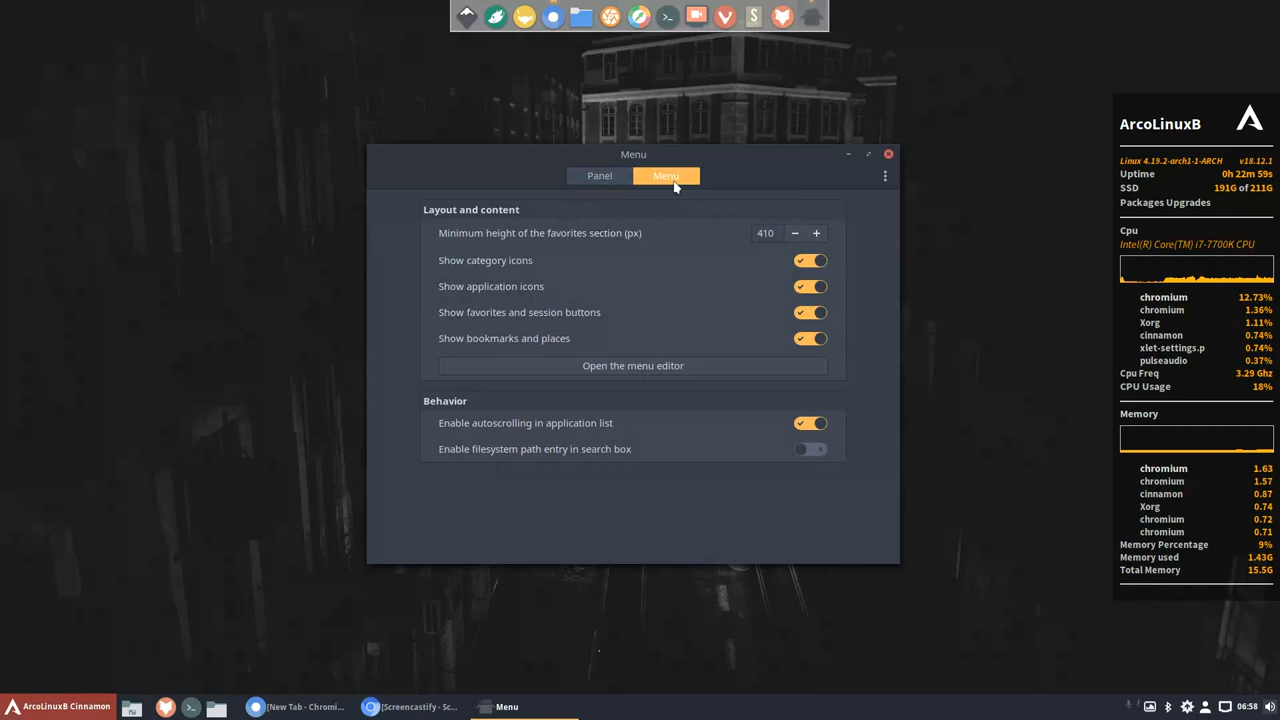 Menu
Panel
Menu
Layout and content
Minimum height of the favorites section (px)
410
Show category icons
Show application icons
Show favorites and session buttons
Show bookmarks and places
Open the menu editor
Behavior
Enable autoscrolling in application list
Enable filesystem path entry in search box
ArcoLinuxB
Linux 4.19.2-arch1-1-ARCH v18.12.1
Uptime 0h 22m 59s
SSD 191G of 211G
Packages Upgrades
Cpu
Intel(R) Core(TM) i7-7700K CPU
chromium 12.73%
chromium 1.36%
Xorg 1.11%
cinnamon 0.74%
xlet-settings.p 0.74%
pulseaudio 0.37%
Cpu Freq 3.29 Ghz
CPU Usage 18%
Memory
chromium 1.63
chromium 1.57
cinnamon 0.87
Xorg 0.74
chromium 0.72
chromium 0.71
Memory Percentage 9%
Memory used 1.43G
Total Memory 15.5G
ArcoLinuxB Cinnamon
[New Tab - Chromi...
[Screencastify - Sc...
Menu
06:58